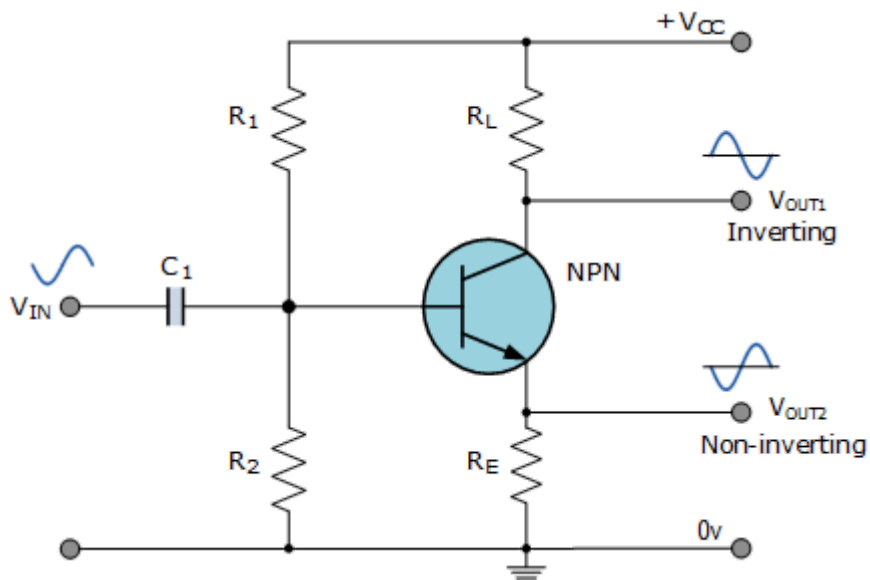 +VCC
R1
RL
VOUT1
Inverting
C1
NPN
VIN
VOUT2
Non-inverting
R2
RE
0v